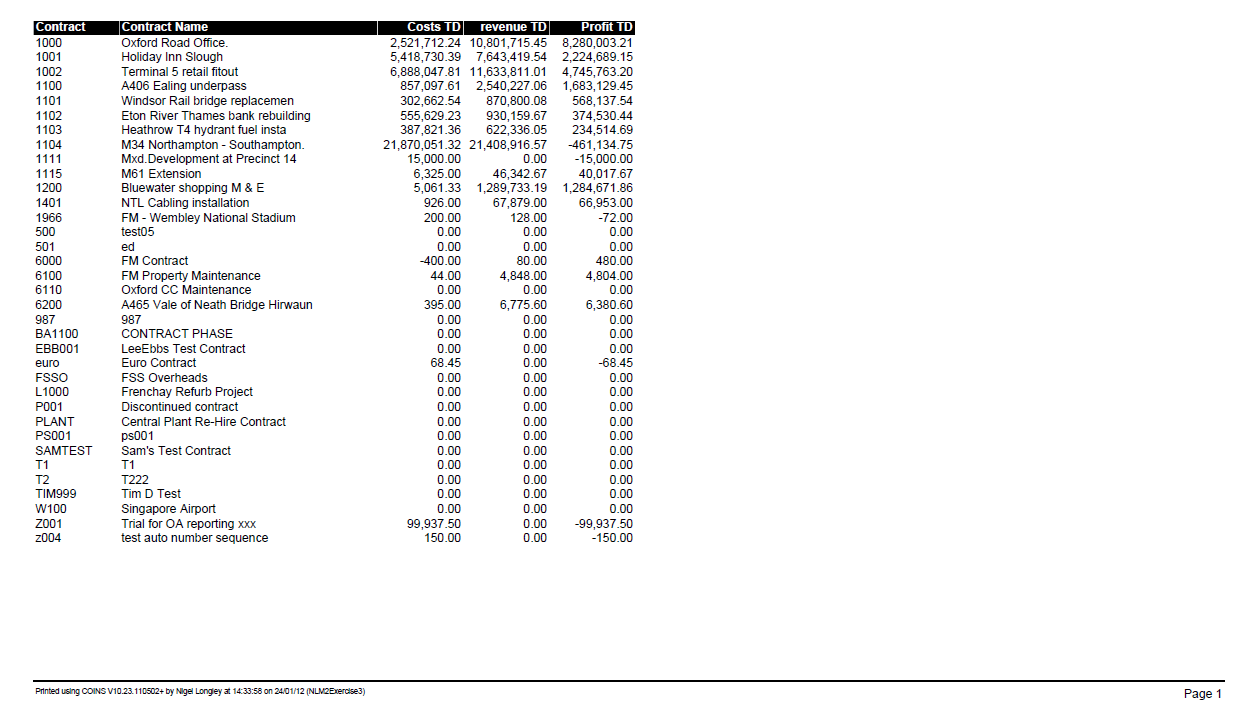 Contract Contract Name Costs TD revenue TD Profit TD
1000 Oxford Road Office. 2,521,712.24 10,801,715.45 8,280,003.21
1001 Holiday Inn Slough 5,418,730.39 7,643,419.54 2,224,689.15
1002 Terminal 5 retail fitout 6,888,047.81 11,633,811.01 4,745,763.20
1100 A406 Ealing underpass 857,097.61 2,540,227.06 1,683,129.45
1101 Windsor Rail bridge replacemen 302,662.54 870,800.08 568,137.54
1102 Eton River Thames bank rebuilding 555,629.23 930,159.67 374,530.44
1103 Heathrow T4 hydrant fuel insta 387,821.36 622,336.05 234,514.69
1104 M34 Northampton - Southampton. 21,870,051.32 21,408,916.57 -461,134.75
1111 Mxd.Development at Precinct 14 15,000.00 0.00 -15,000.00
1115 M61 Extension 6,325.00 46,342.67 40,017.67
1200 Bluewater shopping M & E 5,061.33 1,289,733.19 1,284,671.86
1401 NTL Cabling installation 926.00 67,879.00 66,953.00
1966 FM - Wembley National Stadium 200.00 128.00 -72.00
500 test05 0.00 0.00 0.00
501 ed 0.00 0.00 0.00
6000 FM Contract -400.00 80.00 480.00
6100 FM Property Maintenance 44.00 4,848.00 4,804.00
6110 Oxford CC Maintenance 0.00 0.00 0.00
6200 A465 Vale of Neath Bridge Hirwaun 395.00 6,775.60 6,380.60
987 987 0.00 0.00 0.00
BA1100 CONTRACT PHASE 0.00 0.00 0.00
EBB001 LeeEbbs Test Contract 0.00 0.00 0.00
euro Euro Contract 68.45 0.00 -68.45
FSSO FSS Overheads 0.00 0.00 0.00
L1000 Frenchay Refurb Project 0.00 0.00 0.00
P001 Discontinued contract 0.00 0.00 0.00
PLANT Central Plant Re-Hire Contract 0.00 0.00 0.00
PS001 ps001 0.00 0.00 0.00
SAMTEST Sam's Test Contract 0.00 0.00 0.00
T1 T1 0.00 0.00 0.00
T2 T222 0.00 0.00 0.00
TIM999 Tim D Test 0.00 0.00 0.00
W100 Singapore Airport 0.00 0.00 0.00
Z001 Trial for OA reporting xxx 99,937.50 0.00 -99,937.50
z004 test auto number sequence 150.00 0.00 -150.00
Printed using COINS V10.23.110502+ by Nigel Longley at 14:33:58 on 24/01/12 (NLM2Exercise3)
Page 1